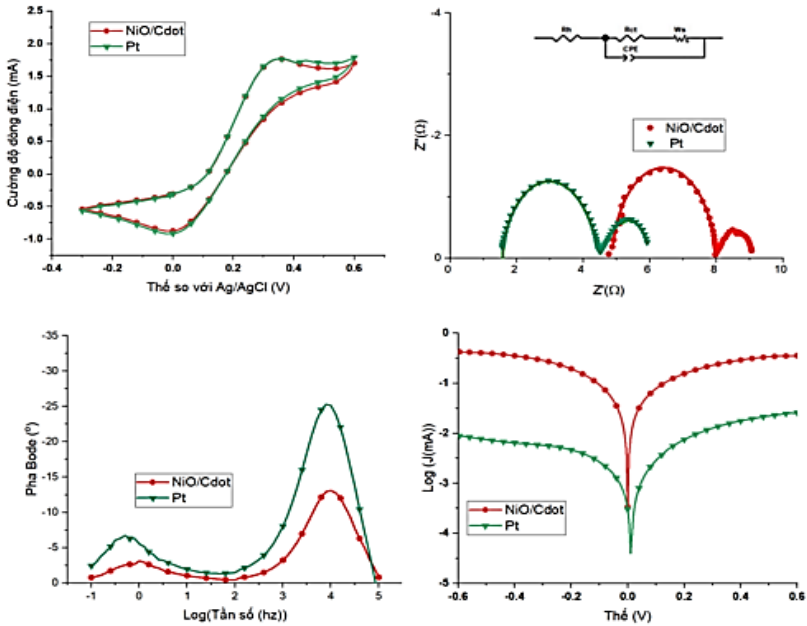 NiO/Cdot
Pt
2.5
2.0
1.5
1.0
0.5
0.0
-0.5
-1.0
-0.4
-0.2
0.0
0.2
0.4
0.6
Cường độ dòng điện (mA)
Thế so với Ag/AgCl (V)
Rh
Rct
Ws
CPE
NiO/Cdot
Pt
-4
-2
0
0
2
4
6
8
10
Z''(Ω)
Z'(Ω)
-35
-30
-25
-20
-15
-10
-5
0
NiO/Cdot
Pt
-1
0
1
2
3
4
5
Pha Bode (⁰)
Log(Tần số (hz))
0
-1
-2
-3
-4
-5
NiO/Cdot
Pt
-0.6
-0.4
-0.2
0.0
0.2
0.4
0.6
Log (J(mA))
Thế (V)